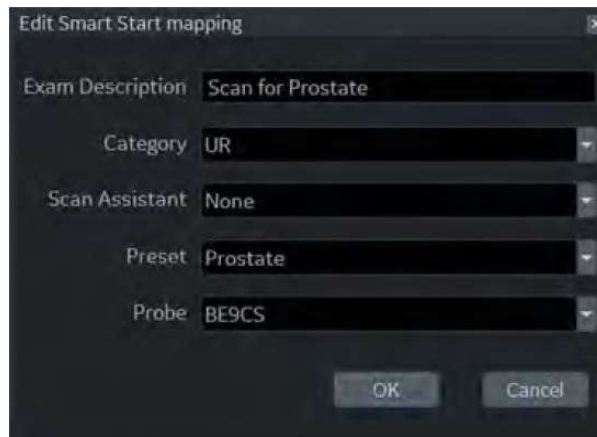 Edit Smart Start mapping
Exam Description Scan for Prostate
Category UR
Scan Assistant None
Preset Prostate
Probe BE9CS
OK Cancel